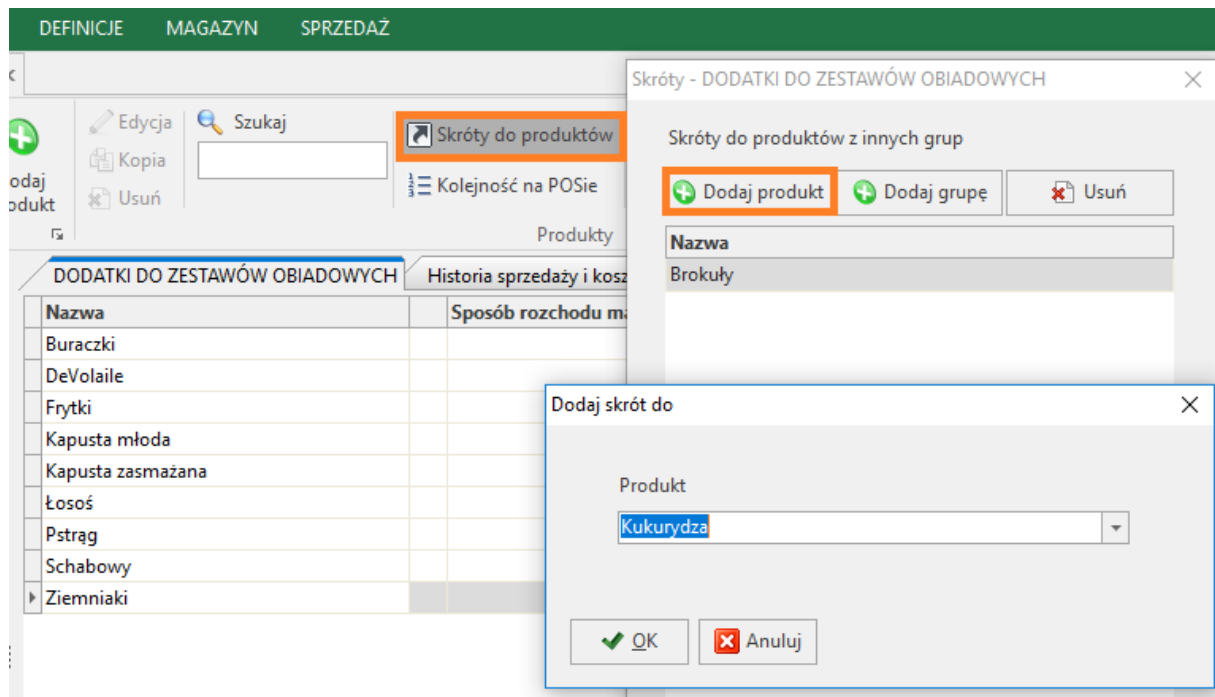 DEFINICJE MAGAZYN SPRZEDAŻ
Skróty - DODATKI DO ZESTAWÓW OBIADOWYCH
Edycja Szukaj
Kopia
Usuń
odaj
odukt
Skróty do produktów
Kolejność na POSie
Produkty
Skróty do produktów z innych grup
Dodaj produkt Dodaj grupę Usuń
Nazwa
Brokuły
DODATKI DO ZESTAWÓW OBIADOWYCH Historia sprzedaży i kosz
Nazwa Sposób rozchodu ma
Buraczki
DeVolaile
Frytki
Kapusta młoda
Kapusta zasmażana
Łosoś
Pstrąg
Schabowy
Ziemniaki
Dodaj skrót do
Produkt
Kukurydza
OK Anuluj